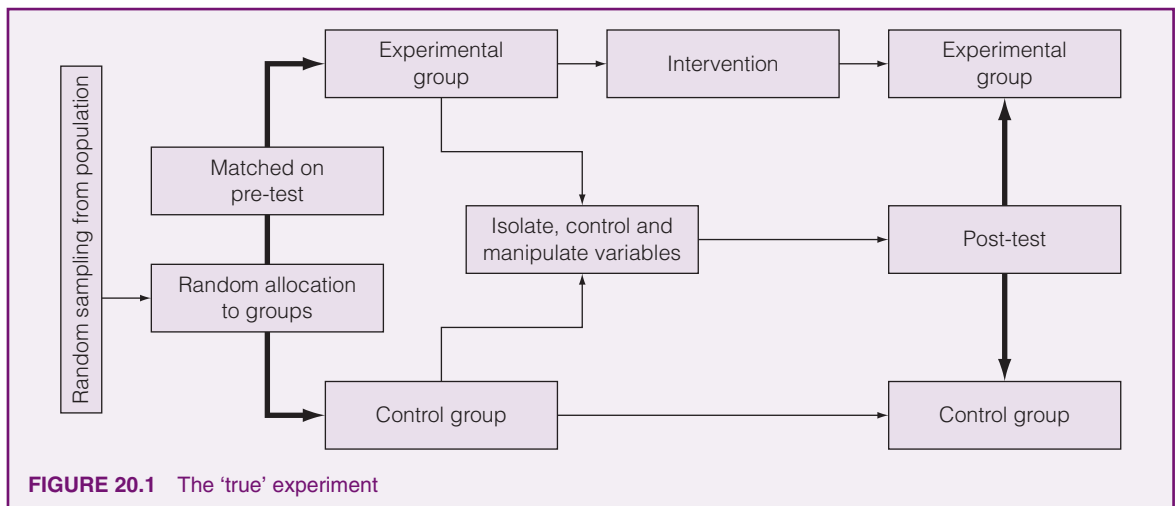 Random sampling from population
Matched on
pre-test
Random allocation
to groups
Experimental
group
Intervention
Experimental
group
Isolate, control and
manipulate variables
Post-test
Control group
Control group
FIGURE 20.1 The ‘true’ experiment